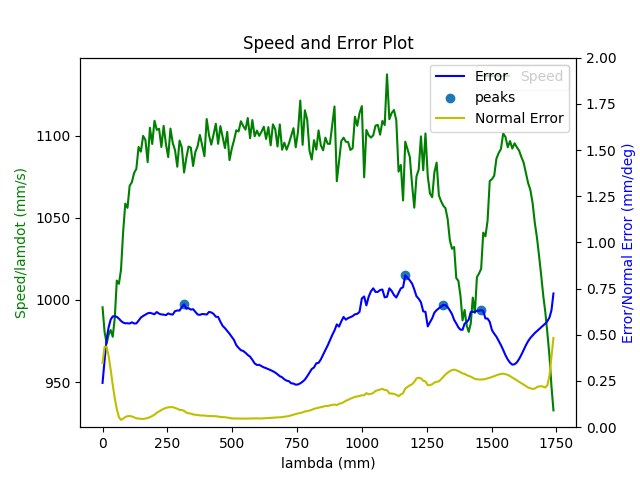 Speed and Error Plot
Error
Speed
peaks
Normal Error
Speed/lamdot (mm/s)
1100
1050
1000
950
2.00
1.75
1.50
1.25
1.00
0.75
0.50
0.25
0.00
Error/Normal Error (mm/deg)
0 250 500 750 1000 1250 1500 1750
lambda (mm)